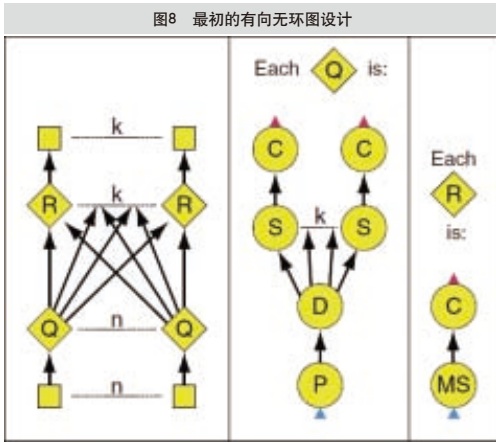 图8 最初的有向无环图设计
k
R k R
Q n Q
n
Each Q is:
C C
S k S
D
P
Each
R
is:
C
MS